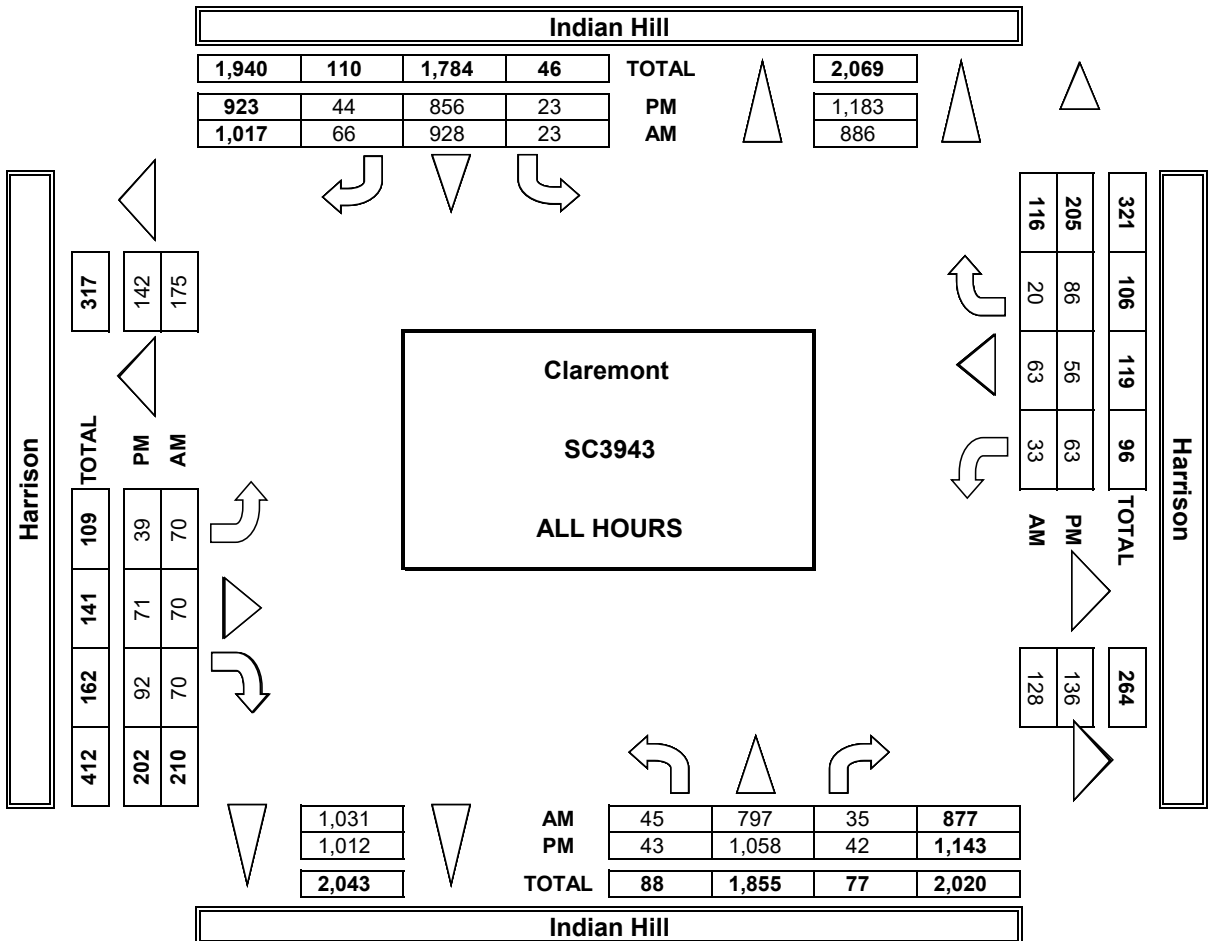 Indian Hill
1,940 110 1,784 46 TOTAL 2,069
923 44 856 23 PM 1,183
1,017 66 928 23 AM 886
Harrison
317 142 175
TOTAL PM AM
109 39 70
141 71 70
162 92 70
412 202 210
Claremont
SC3943
ALL HOURS
116 205 321
20 86 106
63 56 119
33 63 96
AM PM TOTAL
128 136 264
Harrison
1,031 AM 45 797 35 877
1,012 PM 43 1,058 42 1,143
2,043 TOTAL 88 1,855 77 2,020
Indian Hill